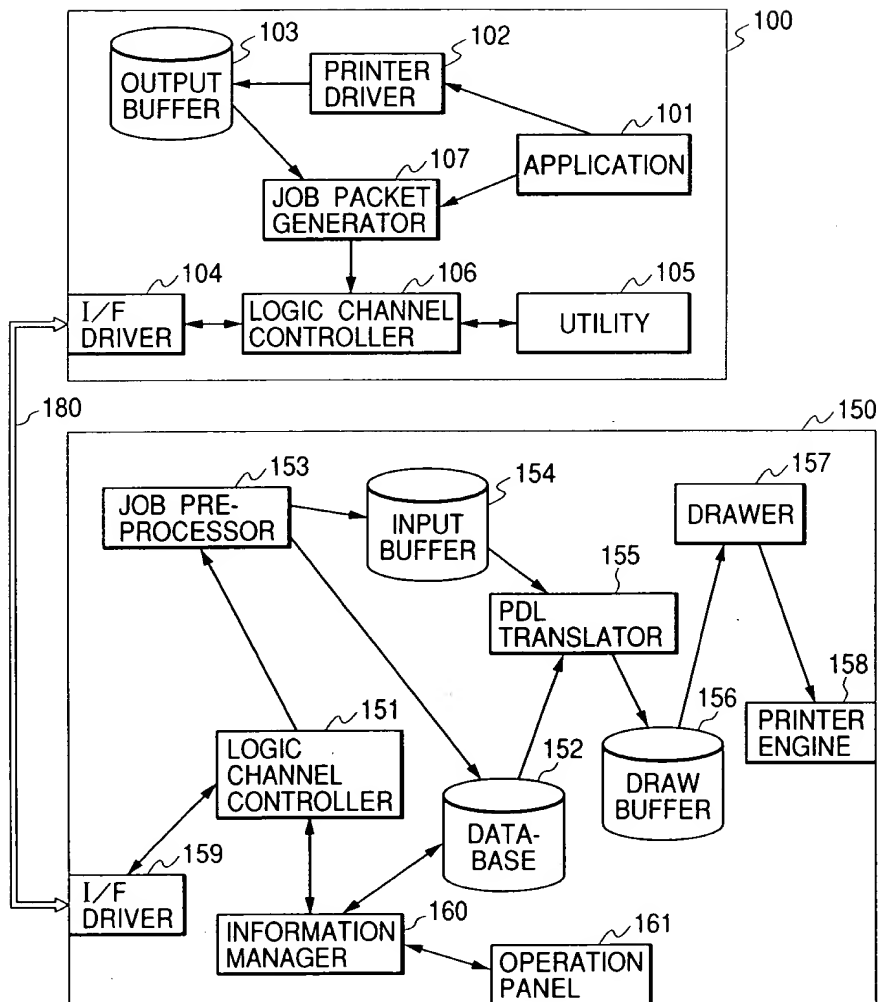 103
102
100
OUTPUT
BUFFER
PRINTER
DRIVER
101
107
APPLICATION
JOB PACKET
GENERATOR
104
106
105
I/F
DRIVER
LOGIC CHANNEL
CONTROLLER
UTILITY
180
150
153
154
157
JOB PRE-
PROCESSOR
INPUT
BUFFER
DRAWER
155
PDL
TRANSLATOR
158
151
156
PRINTER
ENGINE
LOGIC
CHANNEL
CONTROLLER
152
DRAW
BUFFER
DATA-
BASE
159
I/F
DRIVER
160
INFORMATION
MANAGER
161
OPERATION
PANEL